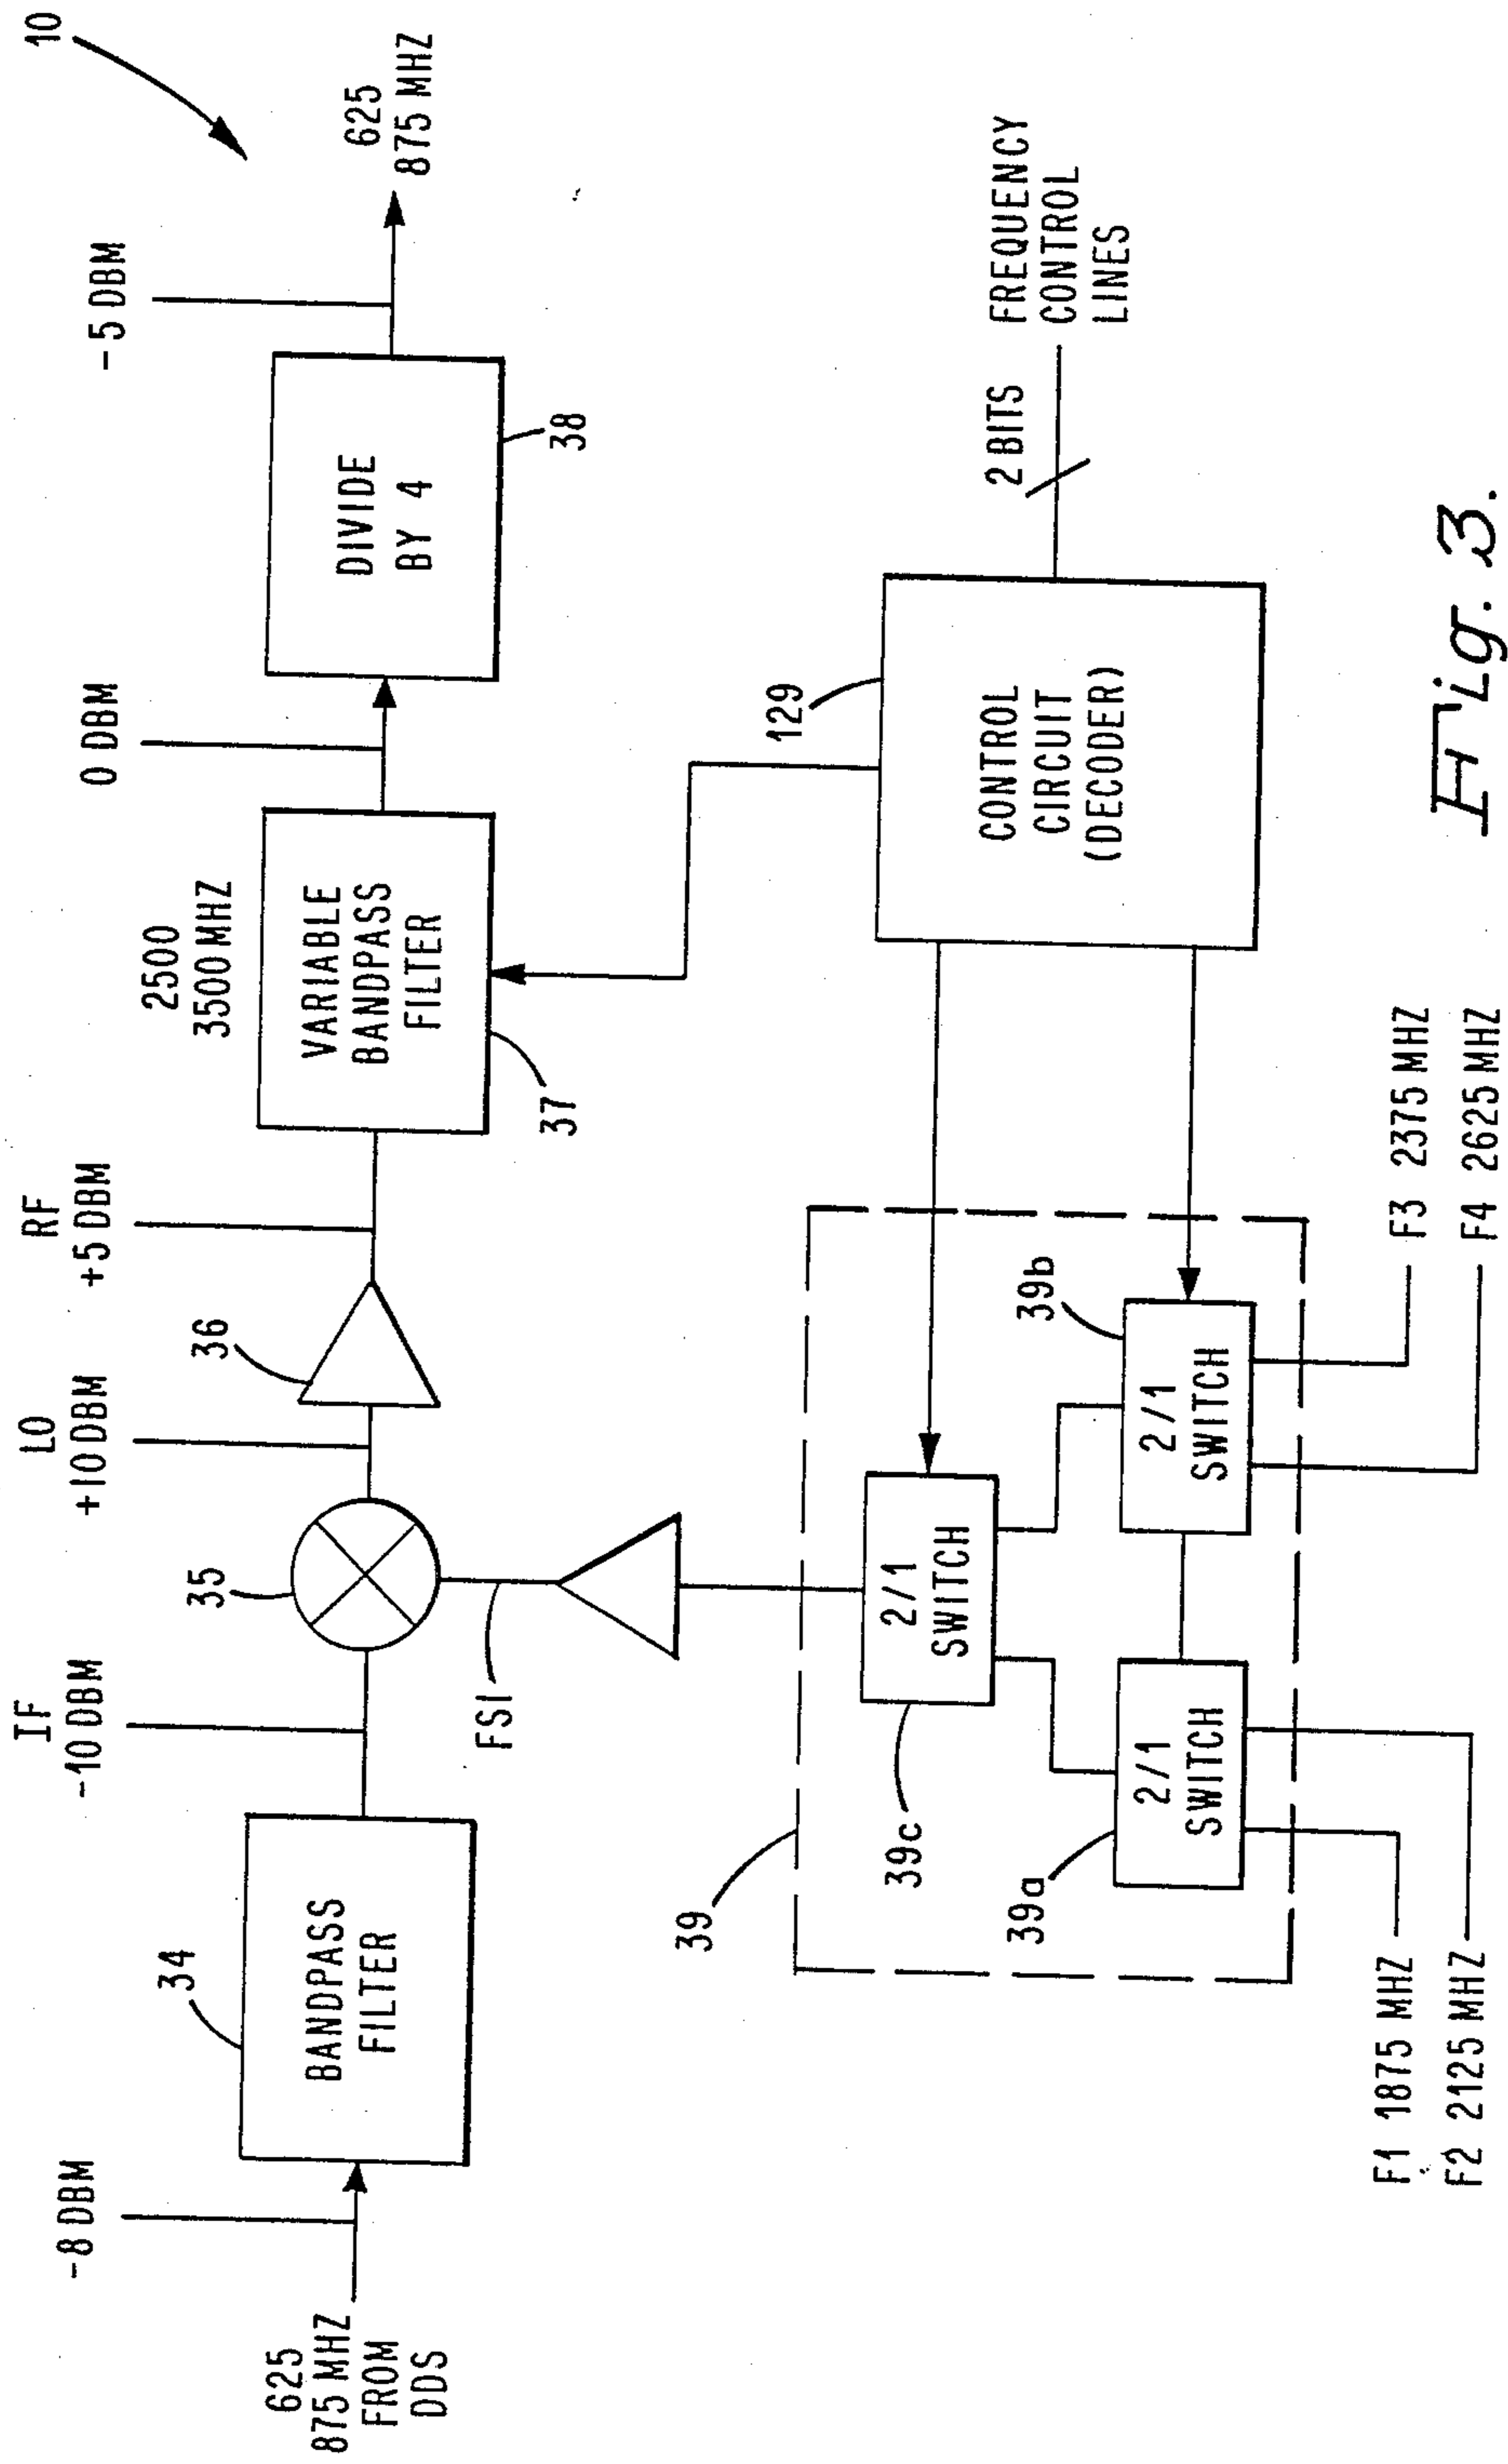 10
-8 DBM
IF
-10 DBM
LO
+10 DBM
RF
+5 DBM
0 DBM
-5 DBM
625
875 MHZ
FROM
DDS
34
BANDPASS
FILTER
35
36
2500
3500 MHZ
VARIABLE
BANDPASS
FILTER
37
DIVIDE
BY 4
38
625
875 MHZ
FS1
39
39c
2/1
SWITCH
39a
2/1
SWITCH
39b
2/1
SWITCH
129
CONTROL
CIRCUIT
(DECODER)
2 BITS
FREQUENCY
CONTROL
LINES
F1 1875 MHZ
F2 2125 MHZ
F3 2375 MHZ
F4 2625 MHZ
Fig. 3.